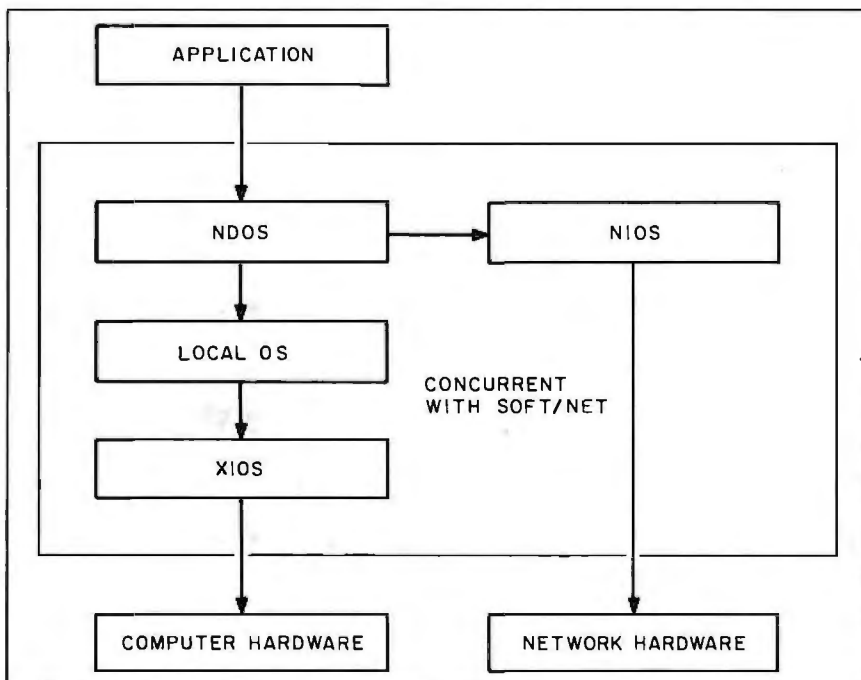 APPLICATION
NDOS
NIOS
LOCAL OS
CONCURRENT
WITH SOFT/NET
XIOS
COMPUTER HARDWARE
NETWORK HARDWARE